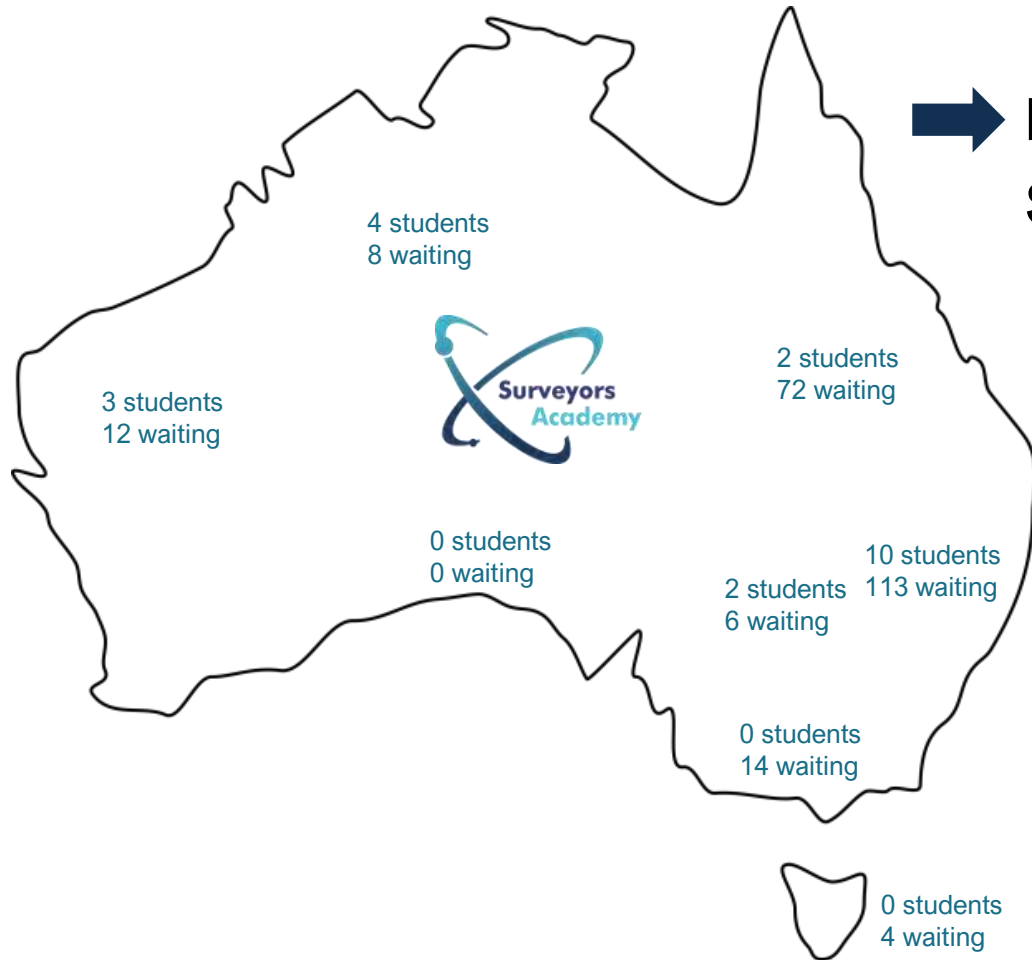 4 students
8 waiting
2 students
72 waiting
3 students
12 waiting
Surveyors
Academy
0 students
0 waiting
10 students
113 waiting
2 students
6 waiting
0 students
14 waiting
0 students
4 waiting